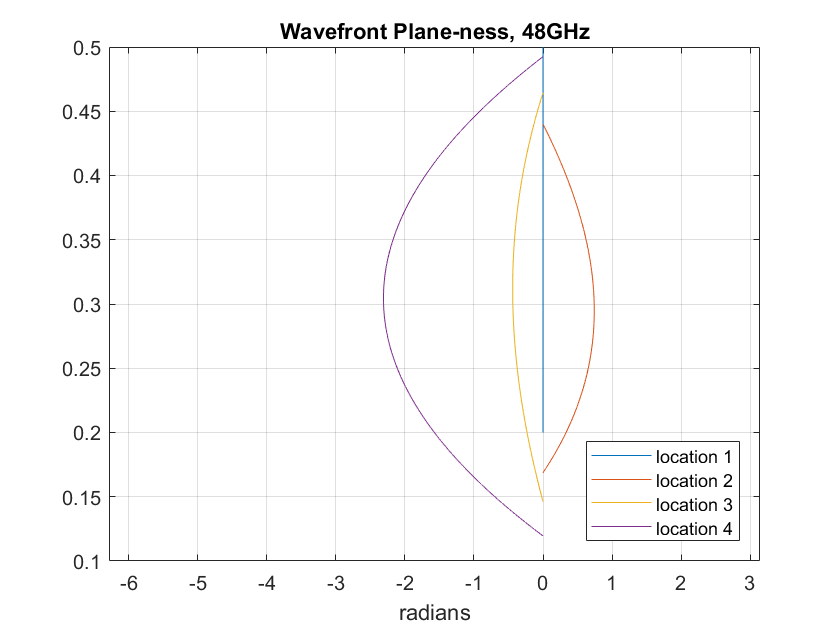 Wavefront Plane-ness, 48GHz
0.5
0.45
0.4
0.35
0.3
0.25
0.2
0.15
0.1
location 1
location 2
location 3
location 4
-6 -5 -4 -3 -2 -1 0 1 2 3
radians